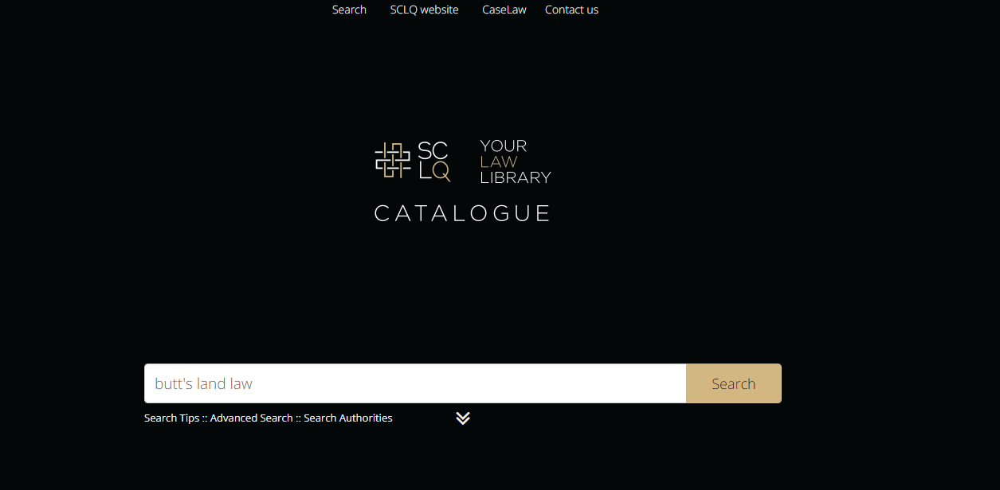 Search SCLQ website CaseLaw Contact us
SC
LQ
YOUR
LAW
LIBRARY
CATALOGUE
butt's land law
Search
Search Tips :: Advanced Search :: Search Authorities